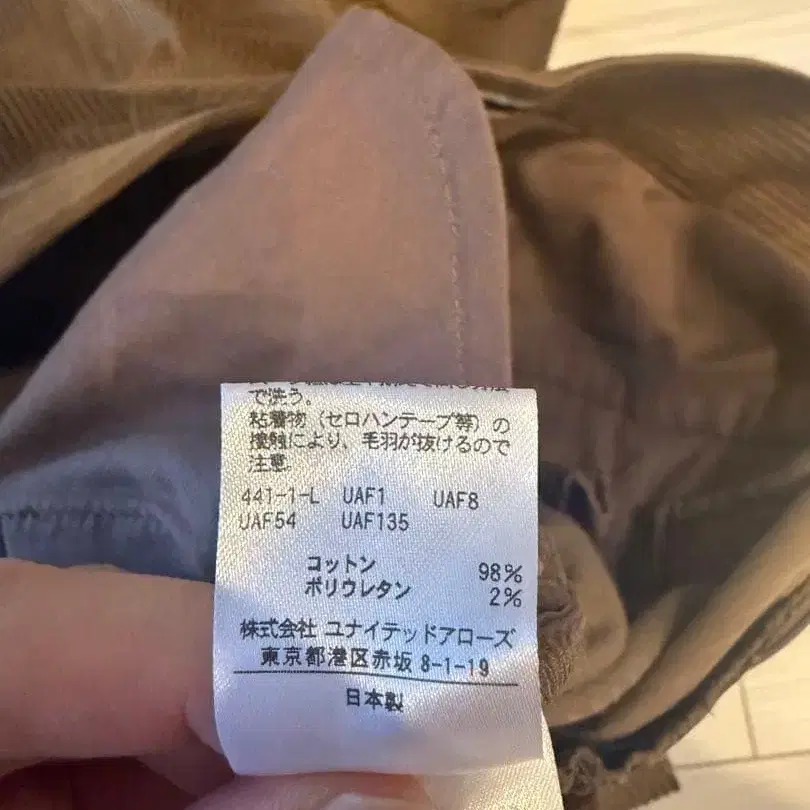 で洗う。
粘着物（セロハンテープ等）の
接触により、毛羽が抜けるので
注意
441-1-L UAF1 UAF8
UAF54 UAF135
コットン 98%
ポリウレタン 2%
株式会社 ユナイテッドアローズ
東京都港区赤坂 8-1-19
日本製